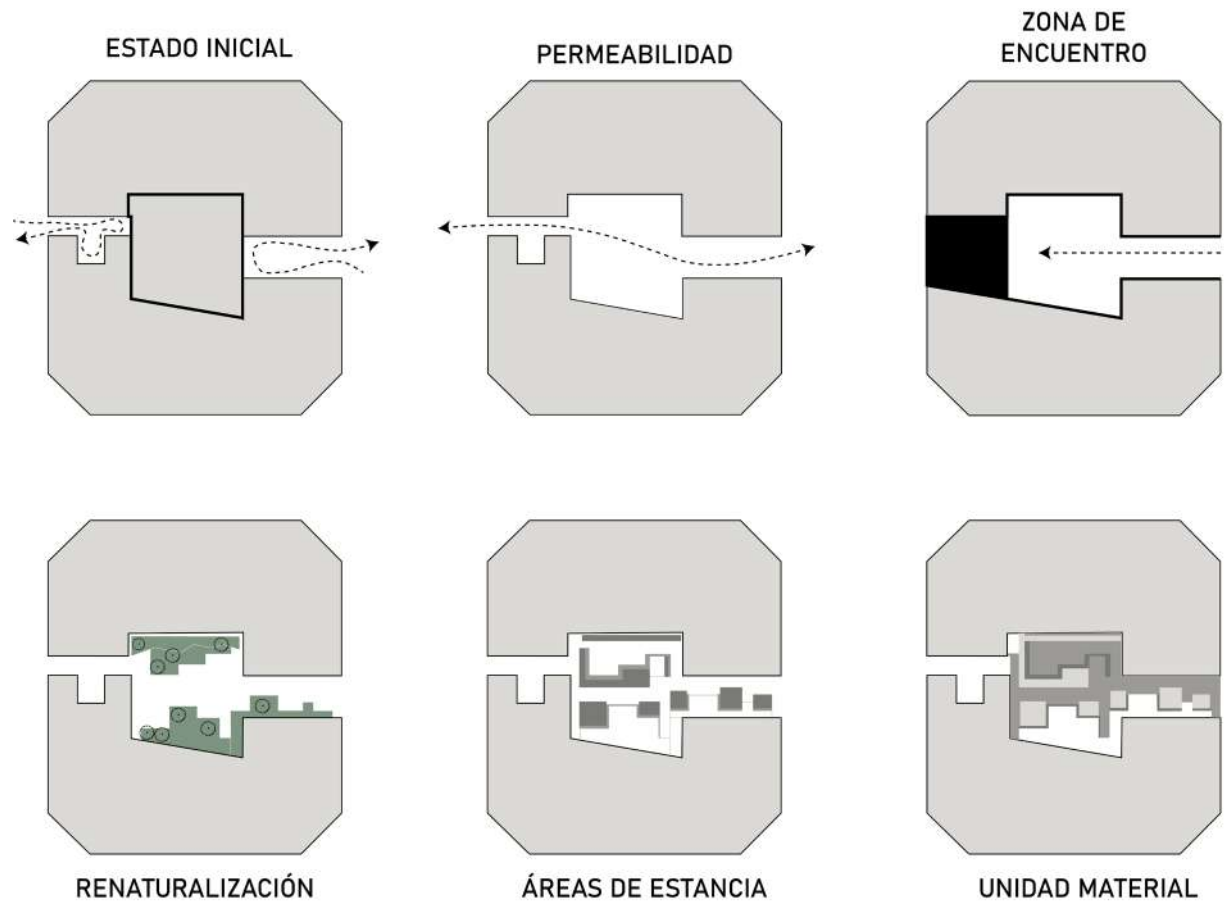 ESTADO INICIAL
PERMEABILIDAD
ZONA DE
ENCUENTRO
RENATURALIZACIÓN
ÁREAS DE ESTANCIA
UNIDAD MATERIAL